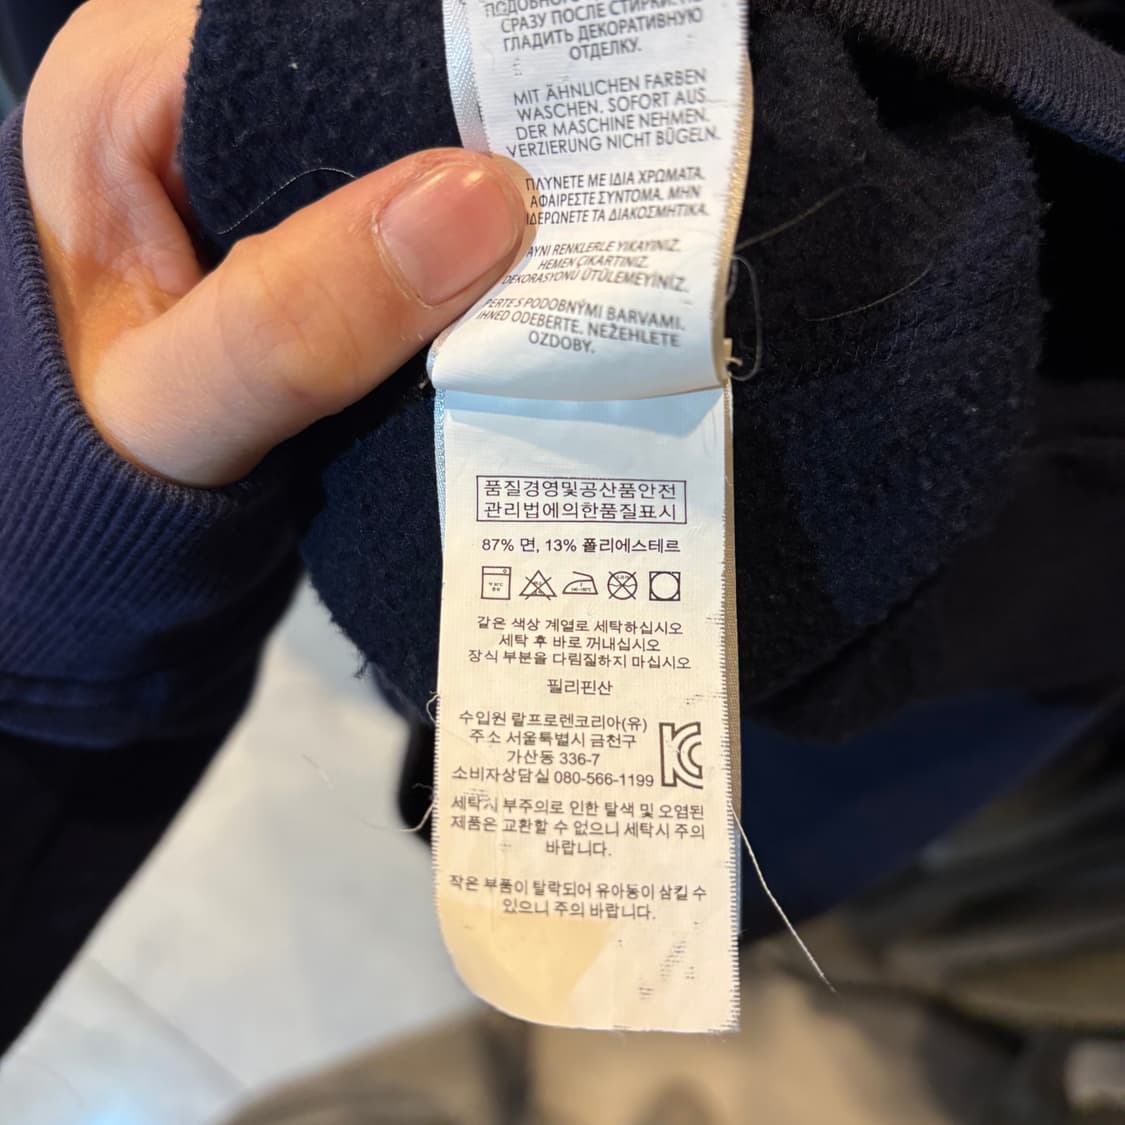 СРАЗУ ПОСЛЕ СТИРКИ. НЕ
ГЛАДИТЬ ДЕКОРАТИВНУЮ
ОТДЕЛКУ.
MIT ÄHNLICHEN FARBEN
WASCHEN. SOFORT AUS
DER MASCHINE NEHMEN.
VERZIERUNG NICHT BÜGELN.
ΠΛΥΝΕΤΕ ΜΕ ΙΔΙΑ ΧΡΩΜΑΤΑ.
ΑΦΑΙΡΕΣΤΕ ΣΥΝΤΟΜΑ. ΜΗΝ
ΣΙΔΕΡΩΝΕΤΕ ΤΑ ΔΙΑΚΟΣΜΗΤΙΚΑ.
AYNI RENKLERLE YIKAYINIZ.
HEMEN ÇIKARTINIZ.
DEKORASYONU ÜTÜLEMEYİNİZ.
PERTE S PODOBNÝMI BARVAMI.
IHNED ODEBERTE. NEŽEHLETE
OZDOBY.
품질경영및공산품안전
관리법에의한품질표시
87% 면, 13% 폴리에스테르
같은 색상 계열로 세탁하십시오
세탁 후 바로 꺼내십시오
장식 부분을 다림질하지 마십시오
필리핀산
수입원 랄프로렌코리아(유)
주소 서울특별시 금천구
가산동 336-7
소비자상담실 080-566-1199
KC
세탁시 부주의로 인한 탈색 및 오염된
제품은 교환할 수 없으니 세탁시 주의
바랍니다.
작은 부품이 탈락되어 유아동이 삼킬 수
있으니 주의 바랍니다.